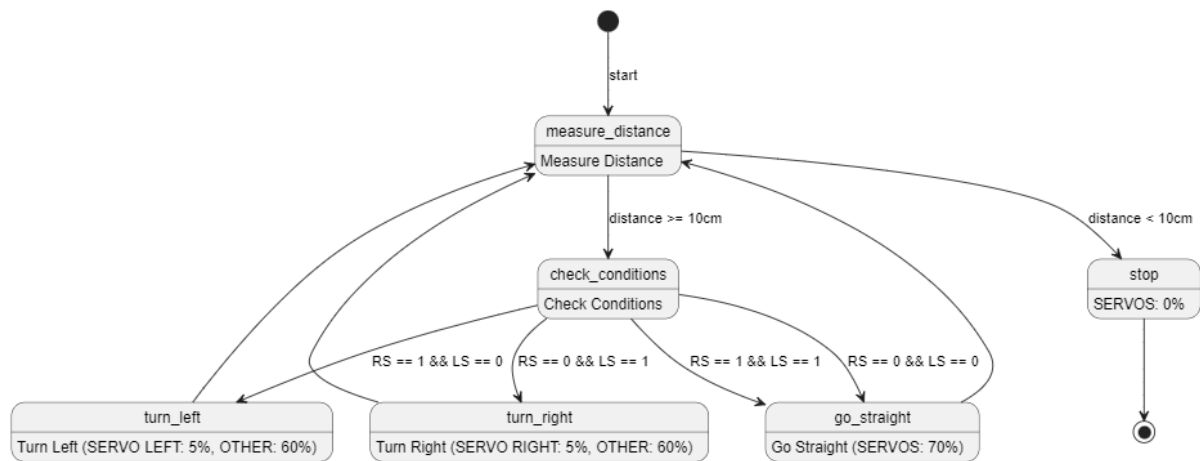 start
measure_distance
Measure Distance
distance >= 10cm
distance < 10cm
check_conditions
Check Conditions
stop
SERVOS: 0%
RS == 1 && LS == 0
RS == 0 && LS == 1
RS == 1 && LS == 1
RS == 0 && LS == 0
turn_left
Turn Left (SERVO LEFT: 5%, OTHER: 60%)
turn_right
Turn Right (SERVO RIGHT: 5%, OTHER: 60%)
go_straight
Go Straight (SERVOS: 70%)